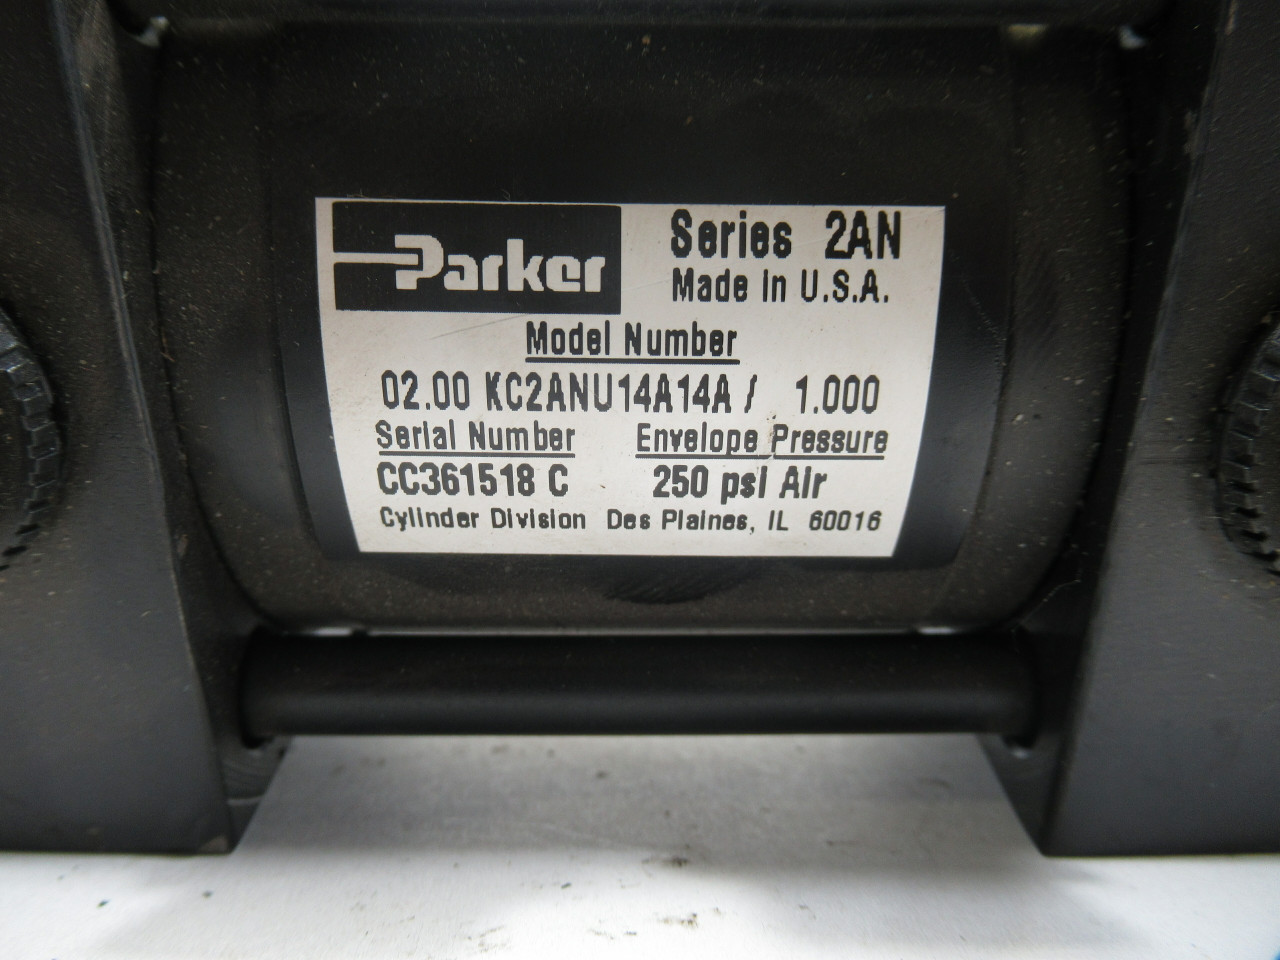 Parker
Series 2AN
Made in U.S.A.
Model Number
02.00 KC2ANU14A14A / 1.000
Serial Number Envelope Pressure
CC361518 C 250 psi Air
Cylinder Division Des Plaines, IL 60016